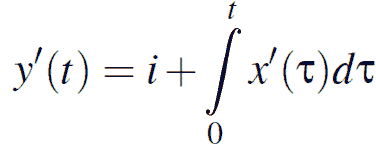 y′(t) = i + ∫₀ᵗ x′(τ)dτ